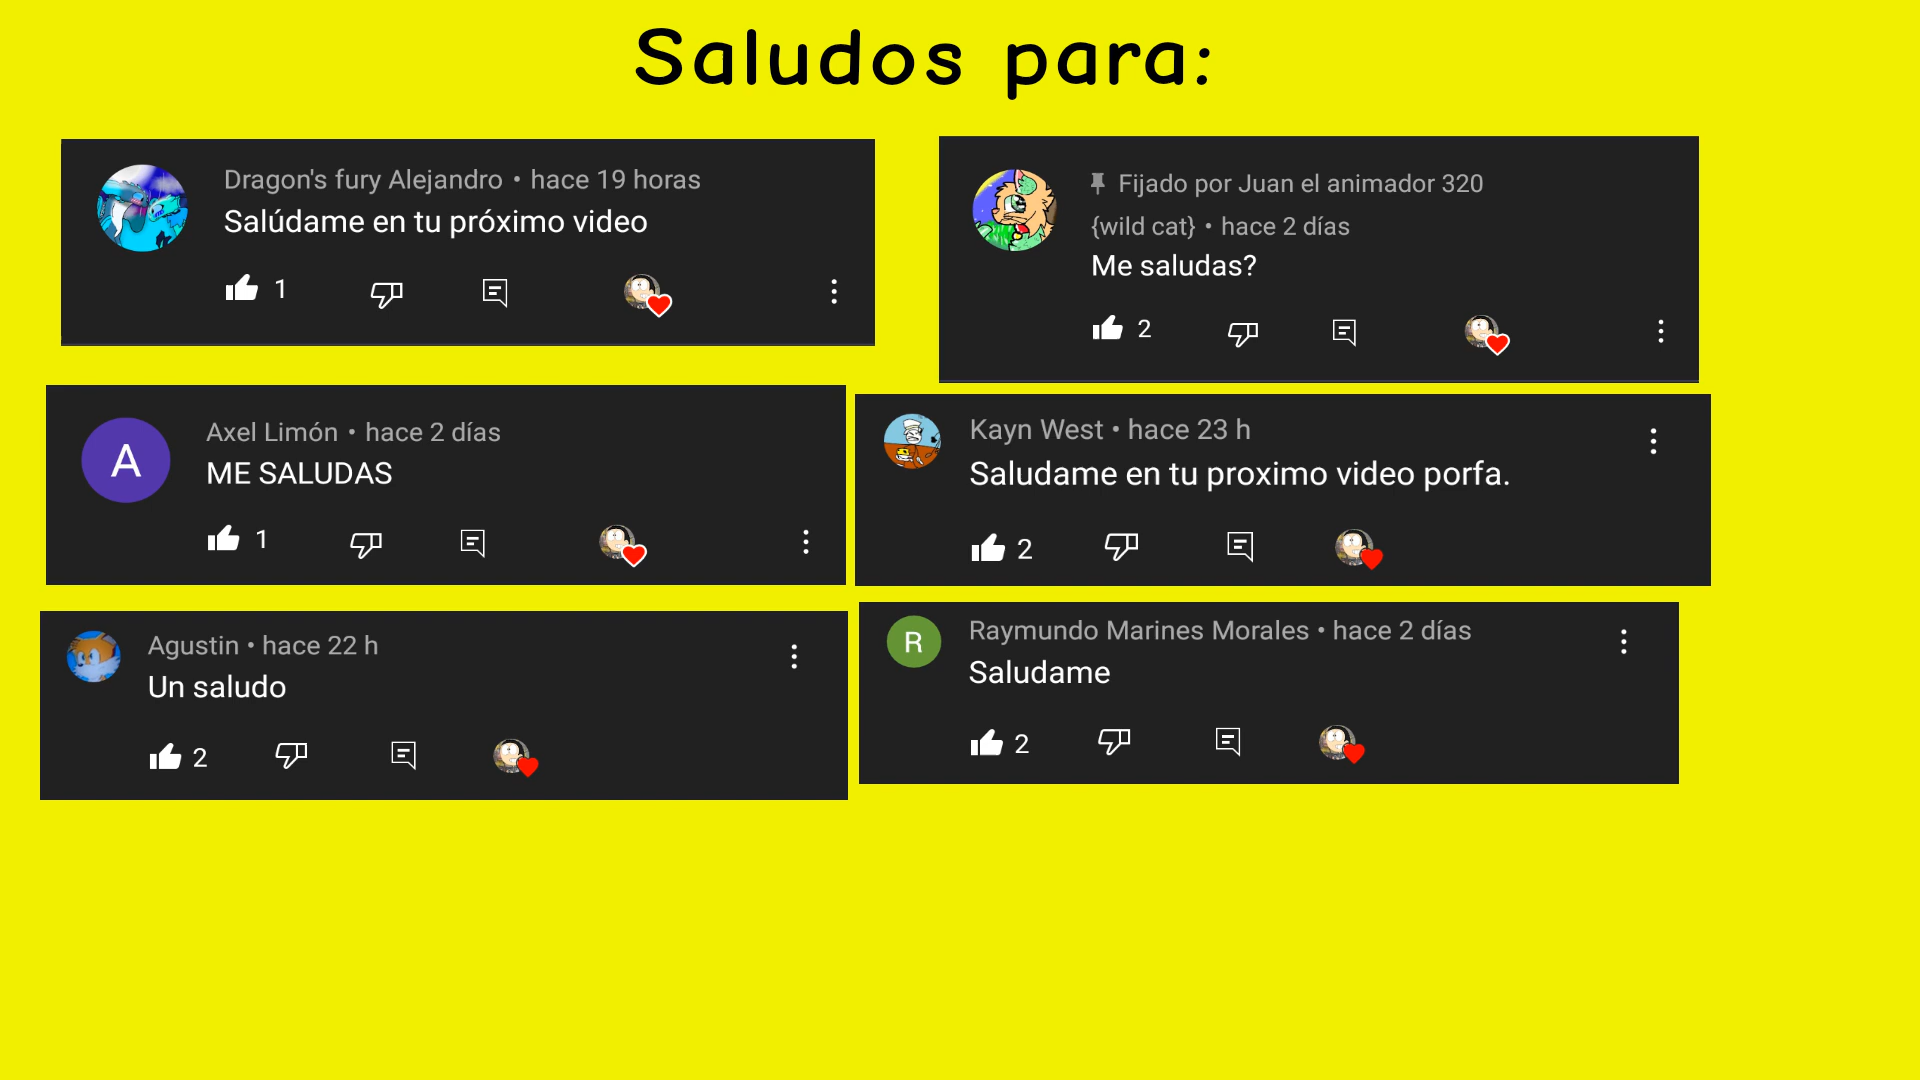 Saludos para:
Dragon's fury Alejandro • hace 19 horas
Salúdame en tu próximo video
1
Fijado por Juan el animador 320
{wild cat} • hace 2 días
Me saludas?
2
A
Axel Limón • hace 2 días
ME SALUDAS
1
Kayn West • hace 23 h
Saludame en tu proximo video porfa.
2
Agustin • hace 22 h
Un saludo
2
R
Raymundo Marines Morales • hace 2 días
Saludame
2